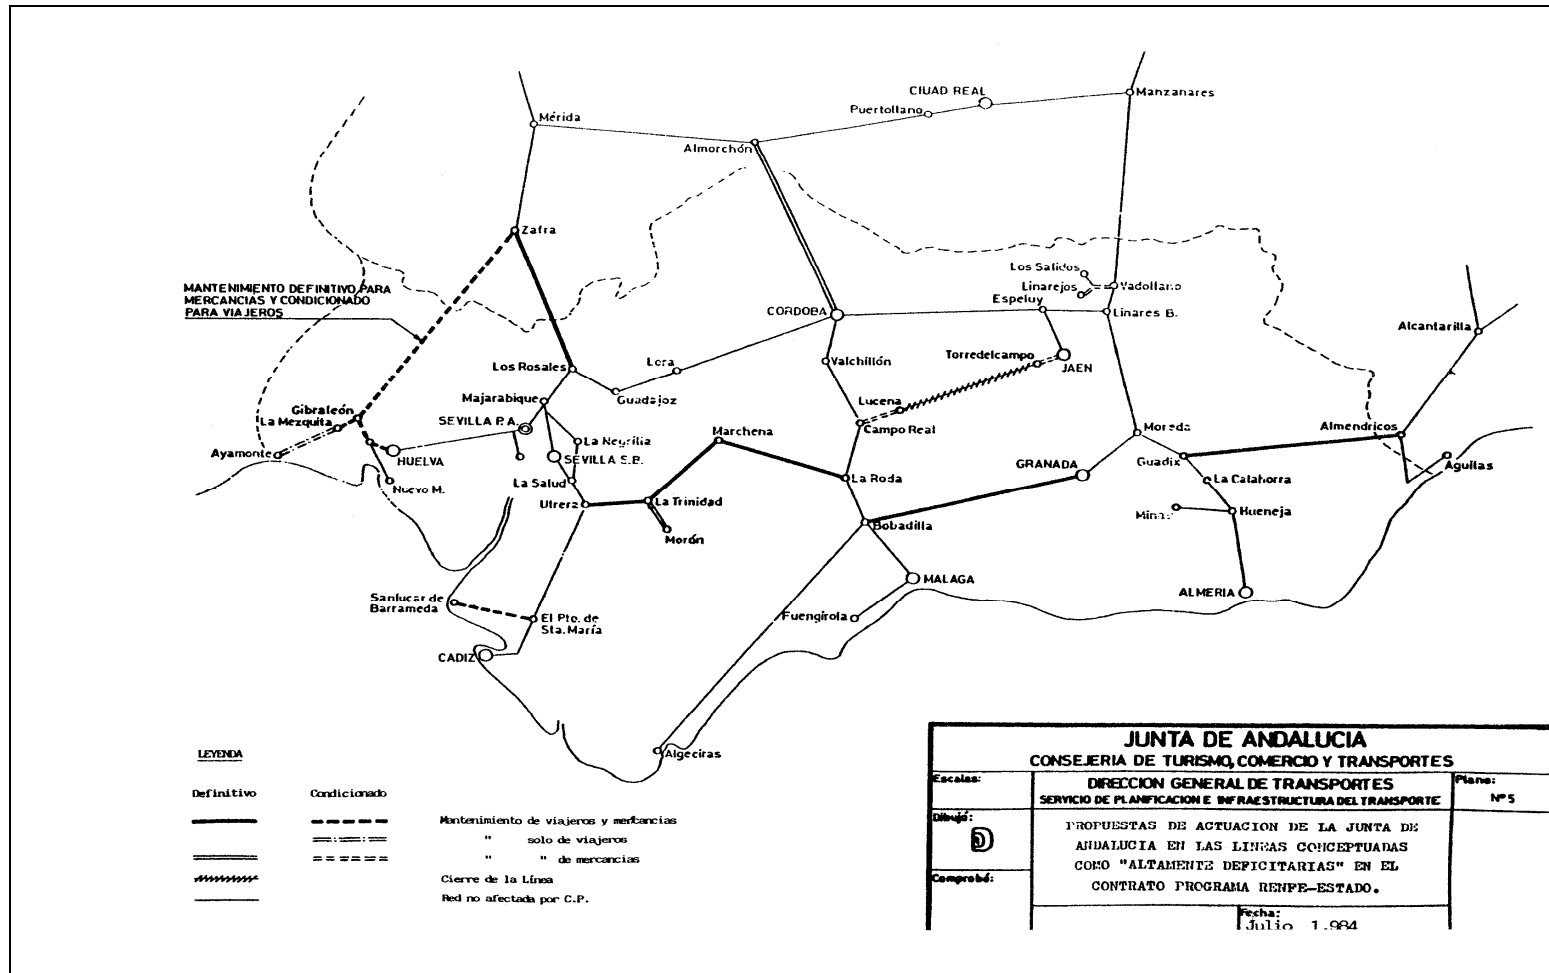 CIUAD REAL
Manzanares
Puertollano
Mérida
Almorchón
Zafra
MANTENIMIENTO DEFINITIVO PARA
MERCANCIAS Y CONDICIONADO
PARA VIAJEROS
Los Salidos
Linarejos
Vadollano
Espeluy
CORDOBA
Linares B.
Alcantarilla
Lora
Valchillón
Torredelcampo
JAEN
Los Rosales
Guadajoz
Majarabique
Lucena
Gibraleón
La Mezquita
SEVILLA P.A.
Campo Real
Marchena
Moreda
Almendricos
La Negrilla
Ayamonte
HUELVA
SEVILLA S.B.
GRANADA
Guadix
Aguilas
Nuevo M.
La Salud
La Roda
La Calahorra
Utrera
La Trinidad
Minas
Hueneja
Bobadilla
Morón
MALAGA
ALMERIA
Sanlucar de
Barrameda
El Pto. de
Sta. María
Fuengirola
CADIZ
Algeciras
LEYENDA
Definitivo
Condicionado
Mantenimiento de viajeros y mercancias
" solo de viajeros
" " de mercancias
Cierre de la Línea
Red no afectada por C.P.
JUNTA DE ANDALUCIA
CONSEJERIA DE TURISMO, COMERCIO Y TRANSPORTES
Escalas:
DIRECCION GENERAL DE TRANSPORTES
SERVICIO DE PLANIFICACION E INFRAESTRUCTURA DEL TRANSPORTE
Plano:
Nº 5
Dibujó:
PROPUESTAS DE ACTUACION DE LA JUNTA DE
ANDALUCIA EN LAS LINEAS CONCEPTUADAS
COMO "ALTAMENTE DEFICITARIAS" EN EL
CONTRATO PROGRAMA RENFE-ESTADO.
Comprobó:
Fecha:
Julio 1.984